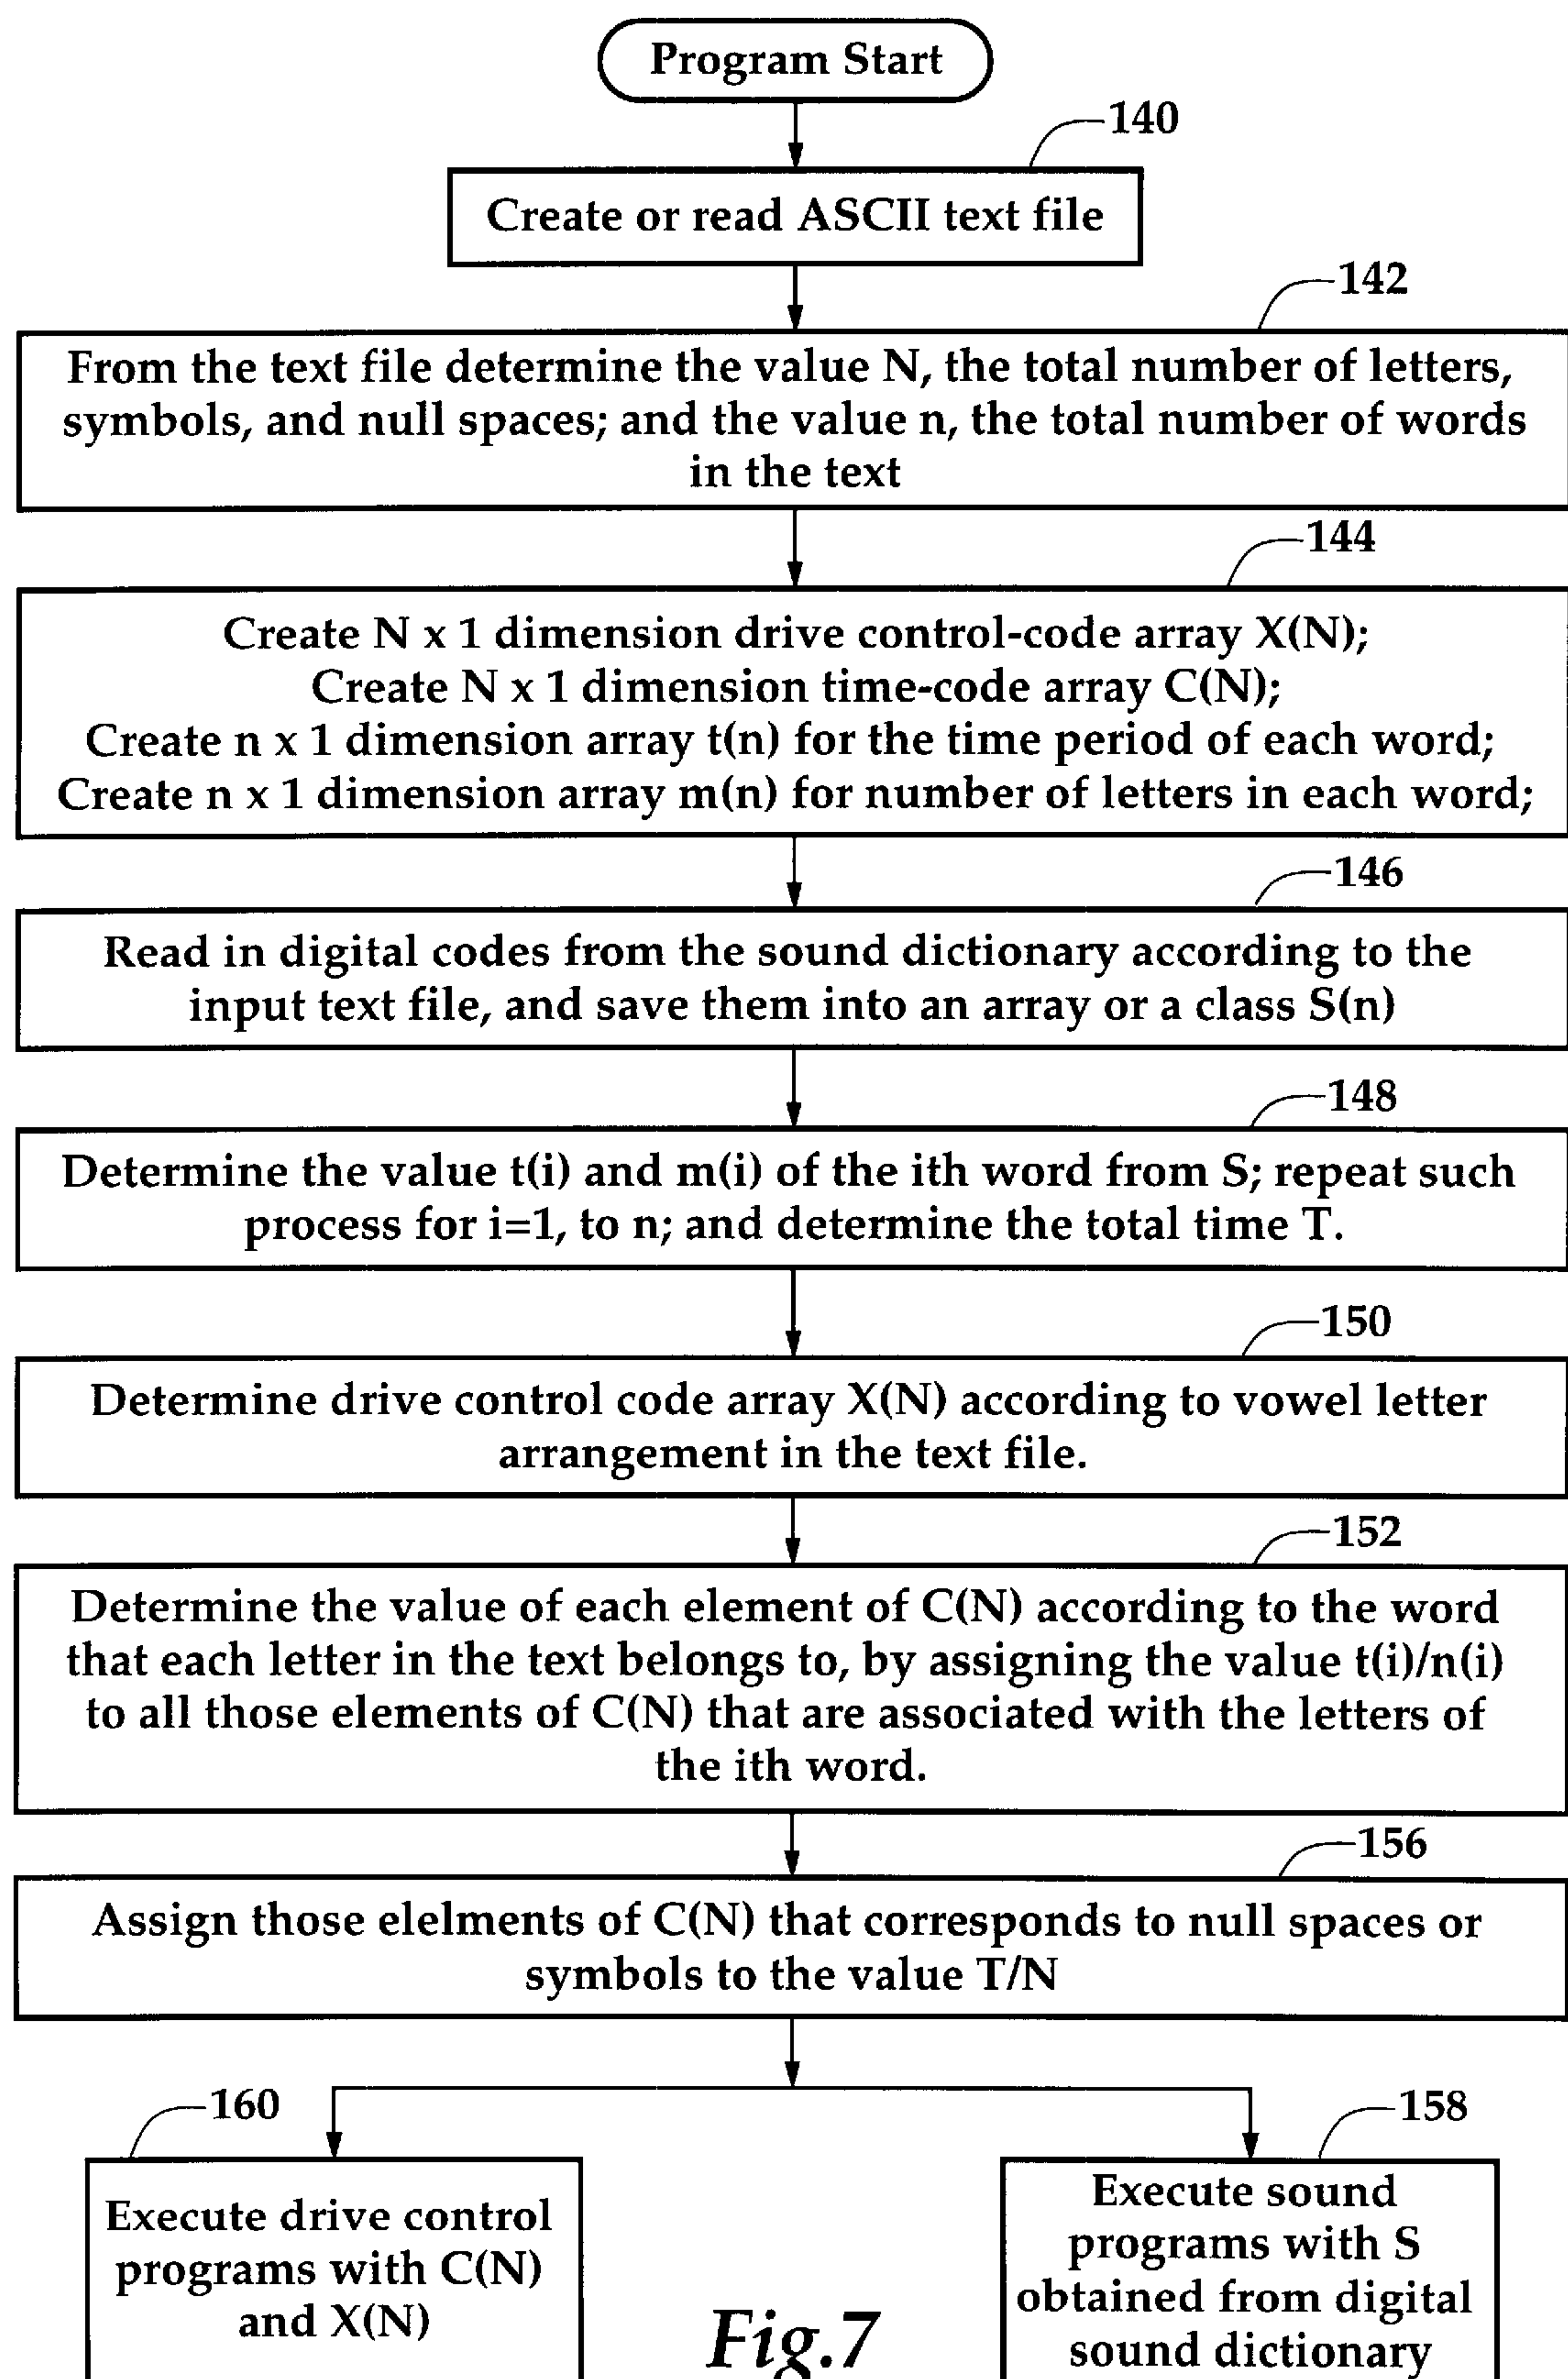 Program Start
140
Create or read ASCII text file
142
From the text file determine the value N, the total number of letters,
symbols, and null spaces; and the value n, the total number of words
in the text
144
Create N x 1 dimension drive control-code array X(N);
Create N x 1 dimension time-code array C(N);
Create n x 1 dimension array t(n) for the time period of each word;
Create n x 1 dimension array m(n) for number of letters in each word;
146
Read in digital codes from the sound dictionary according to the
input text file, and save them into an array or a class S(n)
148
Determine the value t(i) and m(i) of the ith word from S; repeat such
process for i=1, to n; and determine the total time T.
150
Determine drive control code array X(N) according to vowel letter
arrangement in the text file.
152
Determine the value of each element of C(N) according to the word
that each letter in the text belongs to, by assigning the value t(i)/n(i)
to all those elements of C(N) that are associated with the letters of
the ith word.
156
Assign those elelments of C(N) that corresponds to null spaces or
symbols to the value T/N
160
Execute drive control
programs with C(N)
and X(N)
158
Execute sound
programs with S
obtained from digital
sound dictionary
Fig.7